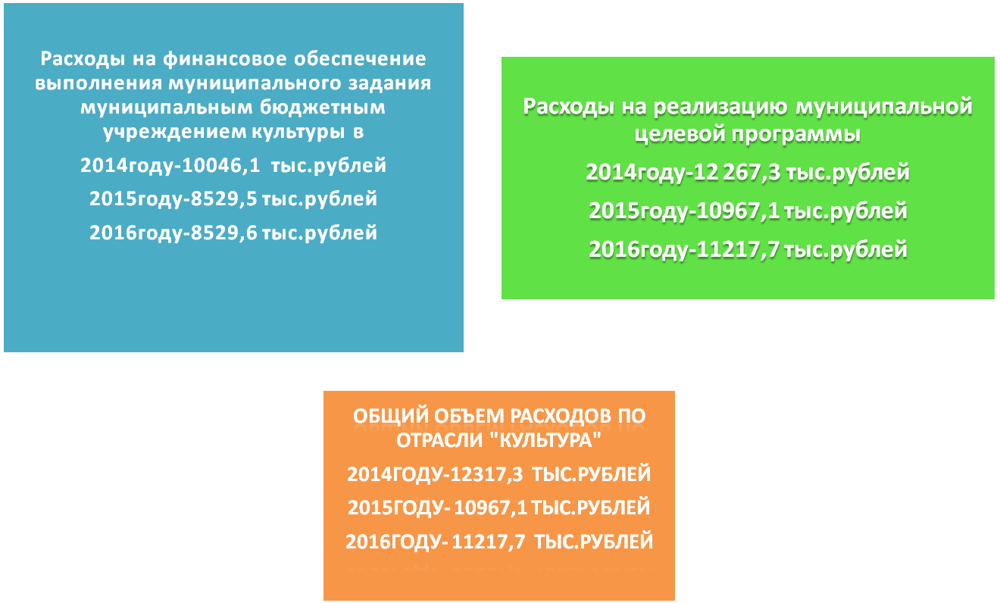 Расходы на финансовое обеспечение
выполнения муниципального задания
муниципальным бюджетным
учреждением культуры в
2014году-10046,1 тыс.рублей
2015году-8529,5 тыс.рублей
2016году-8529,6 тыс.рублей
Расходы на реализацию муниципальной
целевой программы
2014году-12 267,3 тыс.рублей
2015году-10967,1 тыс.рублей
2016году-11217,7 тыс.рублей
ОБЩИЙ ОБЪЕМ РАСХОДОВ ПО
ОТРАСЛИ "КУЛЬТУРА"
2014ГОДУ-12317,3 ТЫС.РУБЛЕЙ
2015ГОДУ- 10967,1 ТЫС.РУБЛЕЙ
2016ГОДУ- 11217,7 ТЫС.РУБЛЕЙ